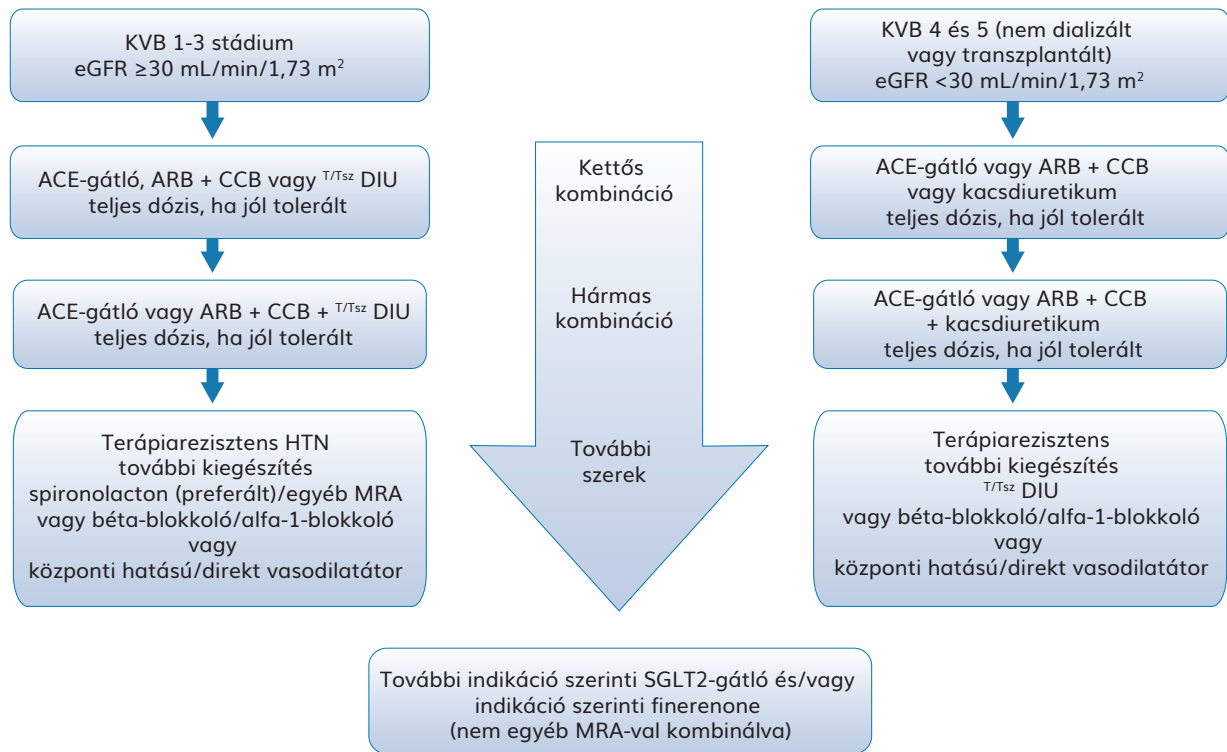 KVB 1-3 stádium
eGFR ≥30 mL/min/1,73 m²
ACE-gátló, ARB + CCB vagy T/Tsz DIU
teljes dózis, ha jól tolerált
ACE-gátló vagy ARB + CCB + T/Tsz DIU
teljes dózis, ha jól tolerált
Terápiarezisztens HTN
további kiegészítés
spironolacton (preferált)/egyéb MRA
vagy béta-blokkoló/alfa-1-blokkoló
vagy
központi hatású/direkt vasodilatátor
Kettős
kombináció
Hármas
kombináció
További
szerek
KVB 4 és 5 (nem dializált
vagy transzplantált)
eGFR <30 mL/min/1,73 m²
ACE-gátló vagy ARB + CCB
vagy kacsdiuretikum
teljes dózis, ha jól tolerált
ACE-gátló vagy ARB + CCB
+ kacsdiuretikum
teljes dózis, ha jól tolerált
Terápiarezisztens
további kiegészítés
T/Tsz DIU
vagy béta-blokkoló/alfa-1-blokkoló
vagy
központi hatású/direkt vasodilatátor
További indikáció szerinti SGLT2-gátló és/vagy
indikáció szerinti finerenone
(nem egyéb MRA-val kombinálva)